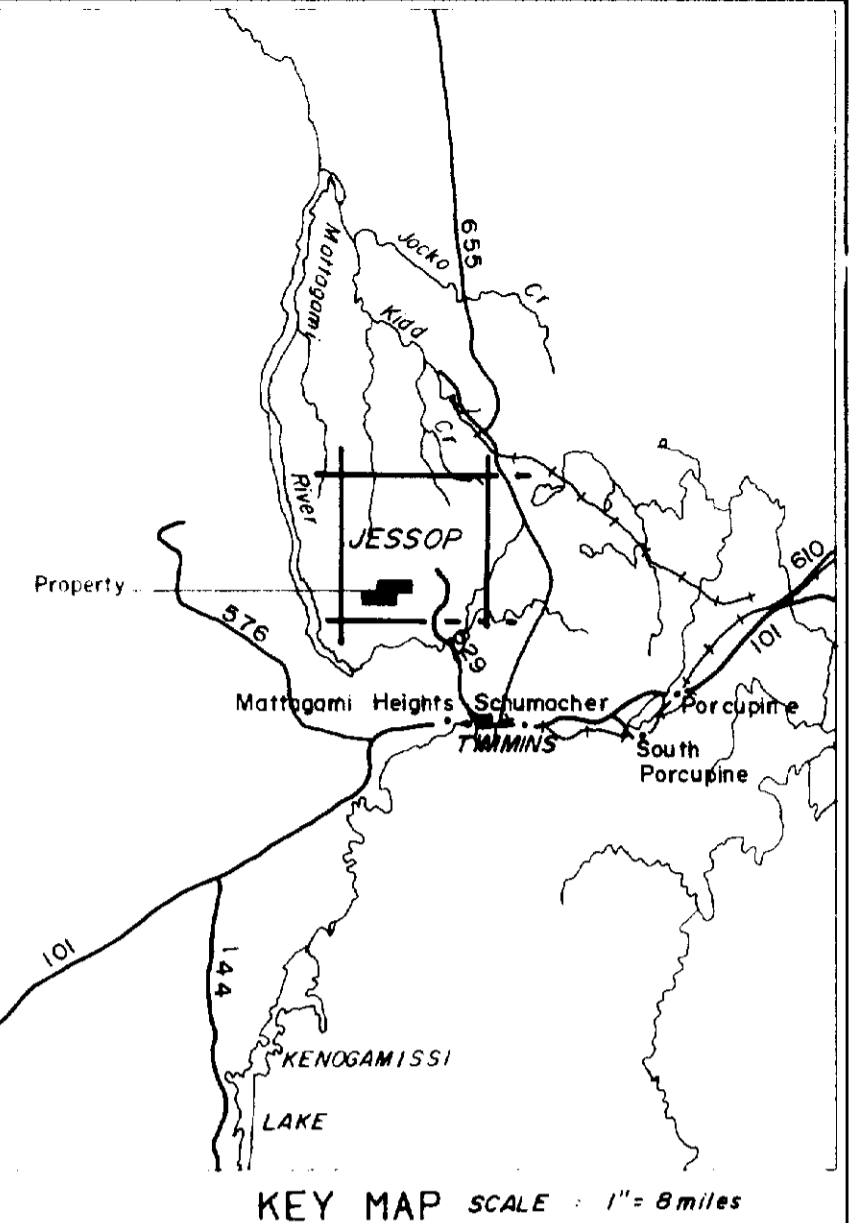 655
Mattagami
River
Jocko
Cr
Kidd
Cr
JESSOP
Property
576
629
610
101
Mattagami Heights
Schumacher
Porcupine
TIMMINS
South
Porcupine
101
144
KENOGAMISSI
LAKE
KEY MAP SCALE : 1" = 8 miles